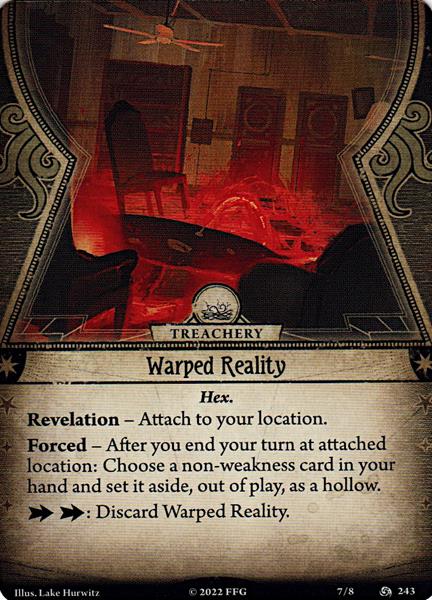 TREACHERY
Warped Reality
Hex.
Revelation – Attach to your location.
Forced – After you end your turn at attached
location: Choose a non-weakness card in your
hand and set it aside, out of play, as a hollow.
: Discard Warped Reality.
Illus. Lake Hurwitz © 2022 FFG 7/8 243